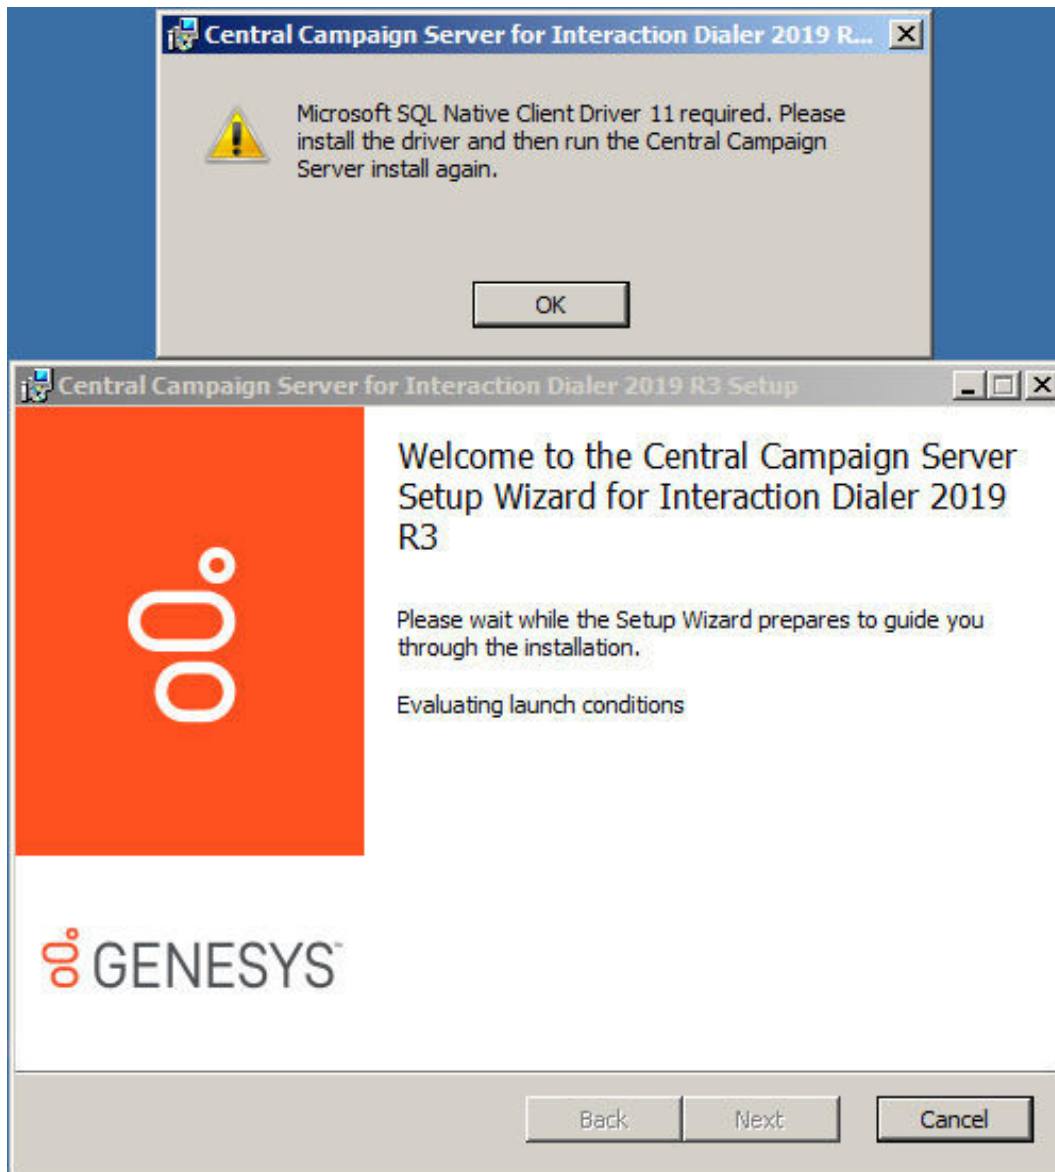 Central Campaign Server for Interaction Dialer 2019 R...
Microsoft SQL Native Client Driver 11 required. Please
install the driver and then run the Central Campaign
Server install again.
OK
Central Campaign Server for Interaction Dialer 2019 R3 Setup
Welcome to the Central Campaign Server
Setup Wizard for Interaction Dialer 2019
R3
Please wait while the Setup Wizard prepares to guide you
through the installation.
Evaluating launch conditions
GENESYS™
Back
Next
Cancel